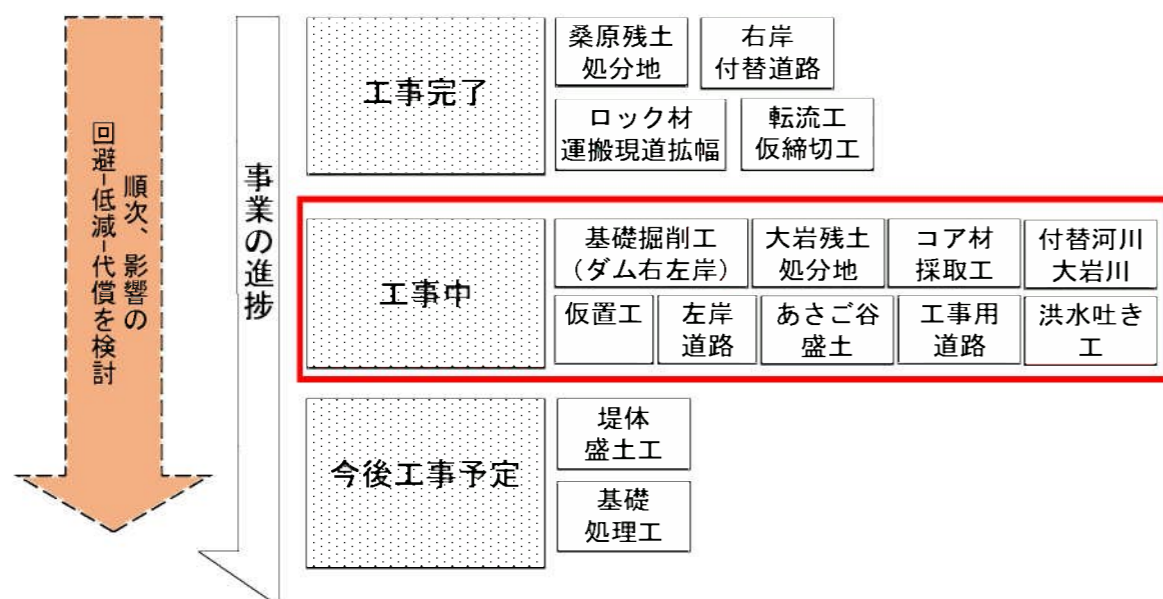 順次、影響の
回避-低減-代償を検討
事業の進捗
工事完了
桑原残土
処分地
右岸
付替道路
ロック材
運搬現道拡幅
転流工
仮締切工
工事中
基礎掘削工
（ダム右左岸）
大岩残土
処分地
コア材
採取工
付替河川
大岩川
仮置工
左岸
道路
あさご谷
盛土
工事用
道路
洪水吐き
工
今後工事予定
堤体
盛土工
基礎
処理工